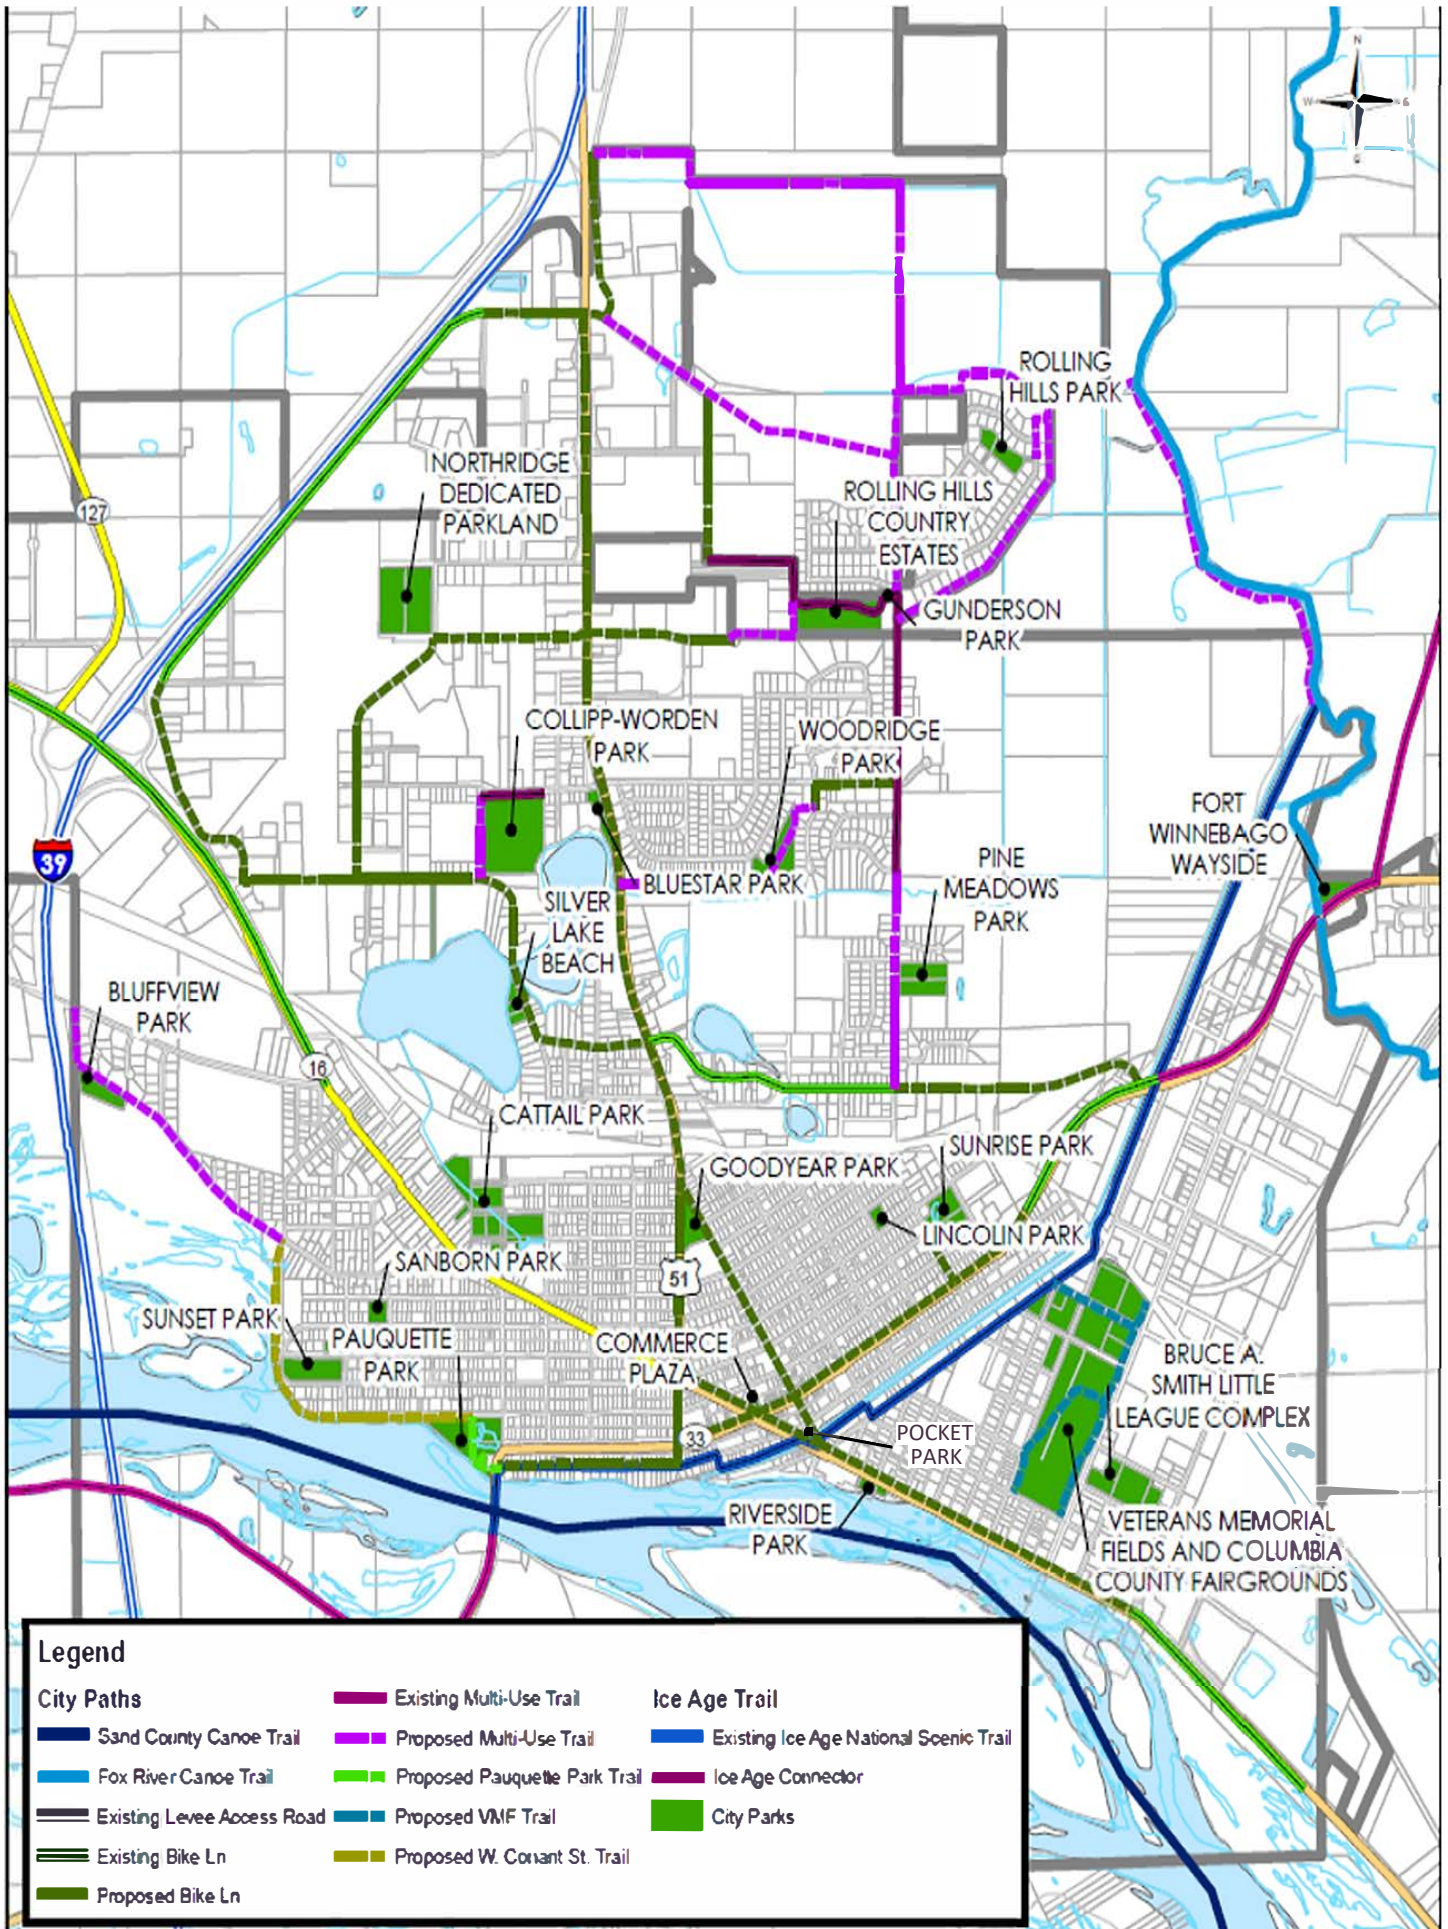 N
W
ROLLING
HILLS PARK
NORTHRIDGE
DEDICATED
PARKLAND
127
ROLLING HILLS
COUNTRY
ESTATES
GUNDERSON
PARK
COLLIPP-WORDEN
PARK
WOODRIDGE
PARK
FORT
WINNEBAGO
WAYSIDE
39
PINE
MEADOWS
PARK
BLUESTAR PARK
SILVER
LAKE
BEACH
BLUFFVIEW
PARK
16
CATTAIL PARK
SUNRISE PARK
GOODYEAR PARK
LINCOLIN PARK
SANBORN PARK
51
SUNSET PARK
PAUQUETTE
PARK
COMMERCE
PLAZA
BRUCE A.
SMITH LITTLE
LEAGUE COMPLEX
33
POCKET
PARK
RIVERSIDE
PARK
VETERANS MEMORIAL
FIELDS AND COLUMBIA
COUNTY FAIRGROUNDS
Legend
City Paths
Sand County Canoe Trail
Fox River Canoe Trail
Existing Levee Access Road
Existing Bike Ln
Proposed Bike Ln
Existing Multi-Use Trail
Proposed Multi-Use Trail
Proposed Pauquette Park Trail
Proposed VMF Trail
Proposed W. Conant St. Trail
Ice Age Trail
Existing Ice Age National Scenic Trail
Ice Age Connector
City Parks